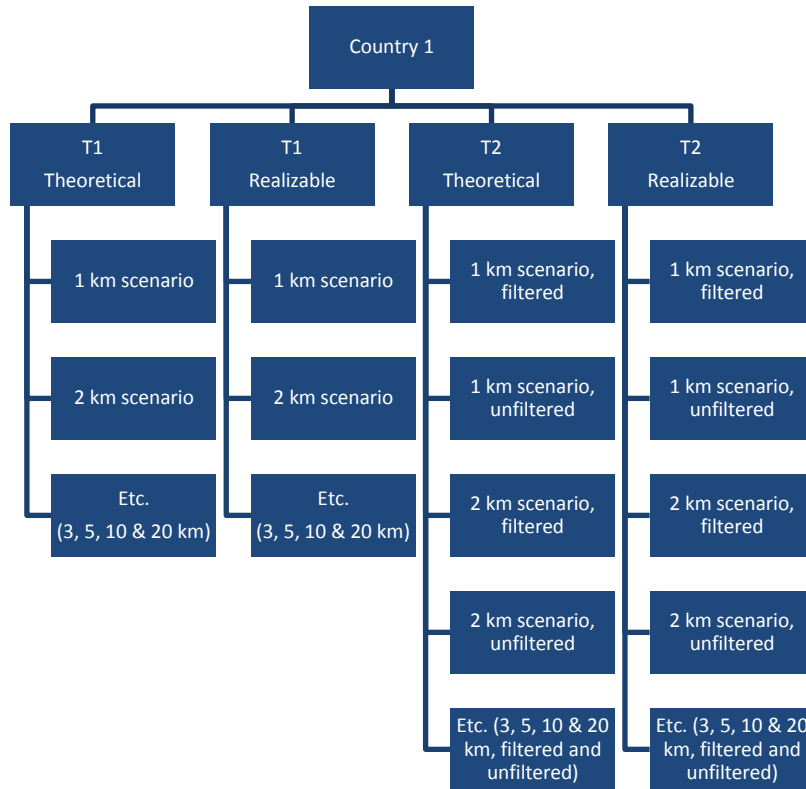 Country 1
T1
Theoretical
1 km scenario
2 km scenario
Etc.
(3, 5, 10 & 20 km)
T1
Realizable
1 km scenario
2 km scenario
Etc.
(3, 5, 10 & 20 km)
T2
Theoretical
1 km scenario,
filtered
1 km scenario,
unfiltered
2 km scenario,
filtered
2 km scenario,
unfiltered
Etc. (3, 5, 10 & 20
km, filtered and
unfiltered)
T2
Realizable
1 km scenario,
filtered
1 km scenario,
unfiltered
2 km scenario,
filtered
2 km scenario,
unfiltered
Etc. (3, 5, 10 & 20
km, filtered and
unfiltered)